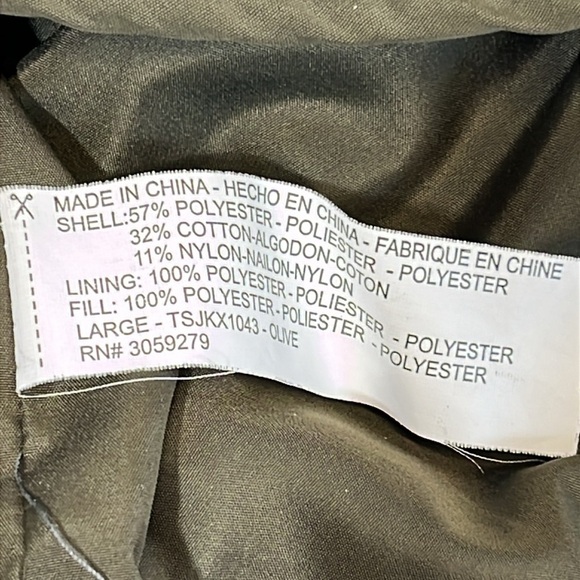 MADE IN CHINA - HECHO EN CHINA - FABRIQUE EN CHINE
SHELL:57% POLYESTER - POLIESTER - POLYESTER
32% COTTON-ALGODON-COTON
11% NYLON-NAILON-NYLON
LINING: 100% POLYESTER - POLIESTER - POLYESTER
FILL: 100% POLYESTER - POLIESTER - POLYESTER
LARGE - TSJKX1043 - OLIVE
RN# 3059279